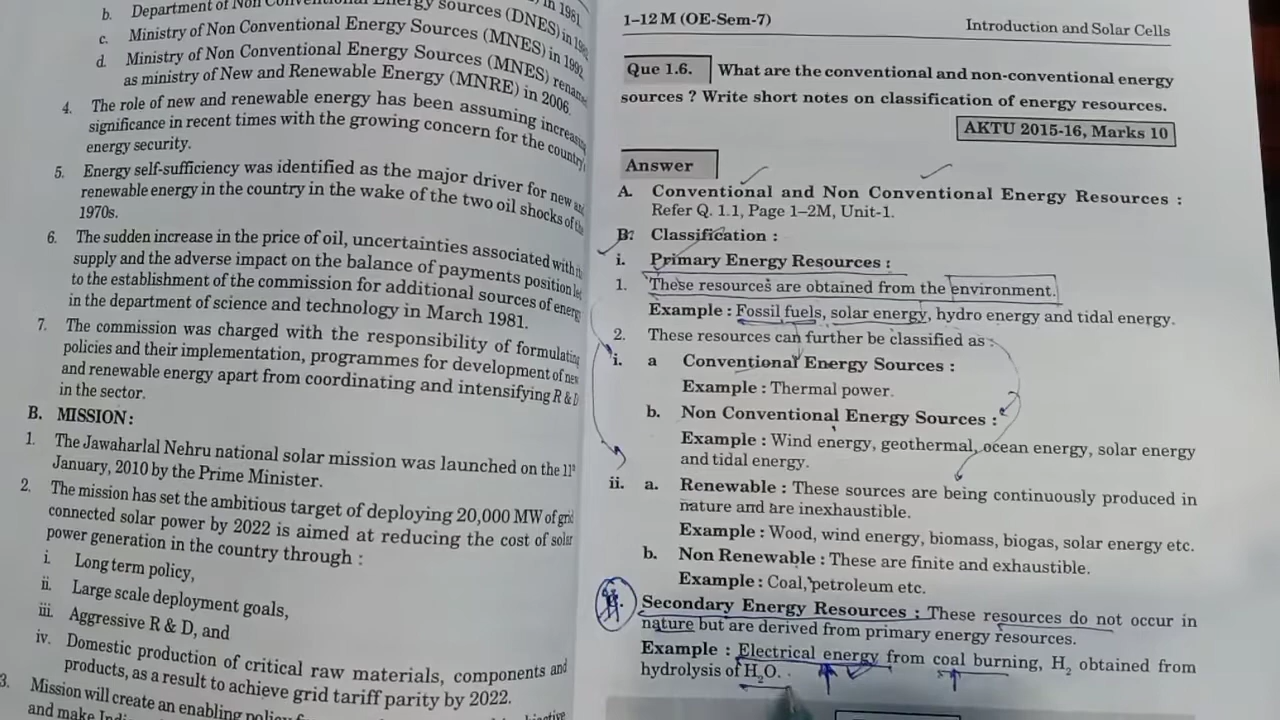 b. Department of Non Conventional Energy Sources (DNES) in
c. Ministry of Non Conventional Energy Sources (MNES) in 1992
d. Ministry of Non Conventional Energy Sources (MNES)
as ministry of New and Renewable Energy (MNRE) in 2006.
4. The role of new and renewable energy has been assuming
significance in recent times with the growing concern for the
energy security.
5. Energy self-sufficiency was identified as the major driver for new
renewable energy in the country in the wake of the two oil shocks of
1970s.
6. The sudden increase in the price of oil, uncertainties associated with
supply and the adverse impact on the balance of payments position
to the establishment of the commission for additional sources of
in the department of science and technology in March 1981.
7. The commission was charged with the responsibility of
policies and their implementation, programmes for development of
and renewable energy apart from coordinating and intensifying R & D
in the sector.
B. MISSION:
1. The Jawaharlal Nehru national solar mission was launched on the
January, 2010 by the Prime Minister.
2. The mission has set the ambitious target of deploying 20,000 MW of
connected solar power by 2022 is aimed at reducing the cost of solar
power generation in the country through :
i. Long term policy,
ii. Large scale deployment goals,
iii. Aggressive R & D, and
iv. Domestic production of critical raw materials, components and
products, as a result to achieve grid tariff parity by 2022.
3. Mission will create an enabling policy
and make
1–12 M (OE-Sem-7) Introduction and Solar Cells
Que 1.6. What are the conventional and non-conventional energy
sources ? Write short notes on classification of energy resources.
AKTU 2015-16, Marks 10
Answer
A. Conventional and Non Conventional Energy Resources :
Refer Q. 1.1, Page 1–2M, Unit-1.
B. Classification :
i. Primary Energy Resources :
1. These resources are obtained from the environment.
Example : Fossil fuels, solar energy, hydro energy and tidal energy.
2. These resources can further be classified as :
i. a Conventional Energy Sources :
Example : Thermal power.
b. Non Conventional Energy Sources :
Example : Wind energy, geothermal, ocean energy, solar energy
and tidal energy.
ii. a. Renewable : These sources are being continuously produced in
nature and are inexhaustible.
Example : Wood, wind energy, biomass, biogas, solar energy etc.
b. Non Renewable : These are finite and exhaustible.
Example : Coal, petroleum etc.
Secondary Energy Resources : These resources do not occur in
nature but are derived from primary energy resources.
Example : Electrical energy from coal burning, H₂ obtained from
hydrolysis of H₂O.